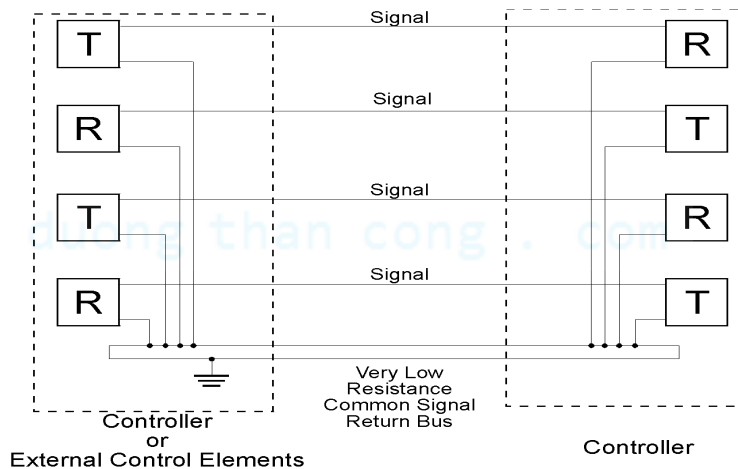 Signal
T
R
Signal
R
T
Signal
T
R
duong than cong . com
Signal
R
T
Very Low
Resistance
Common Signal
Return Bus
Controller
or
External Control Elements
Controller